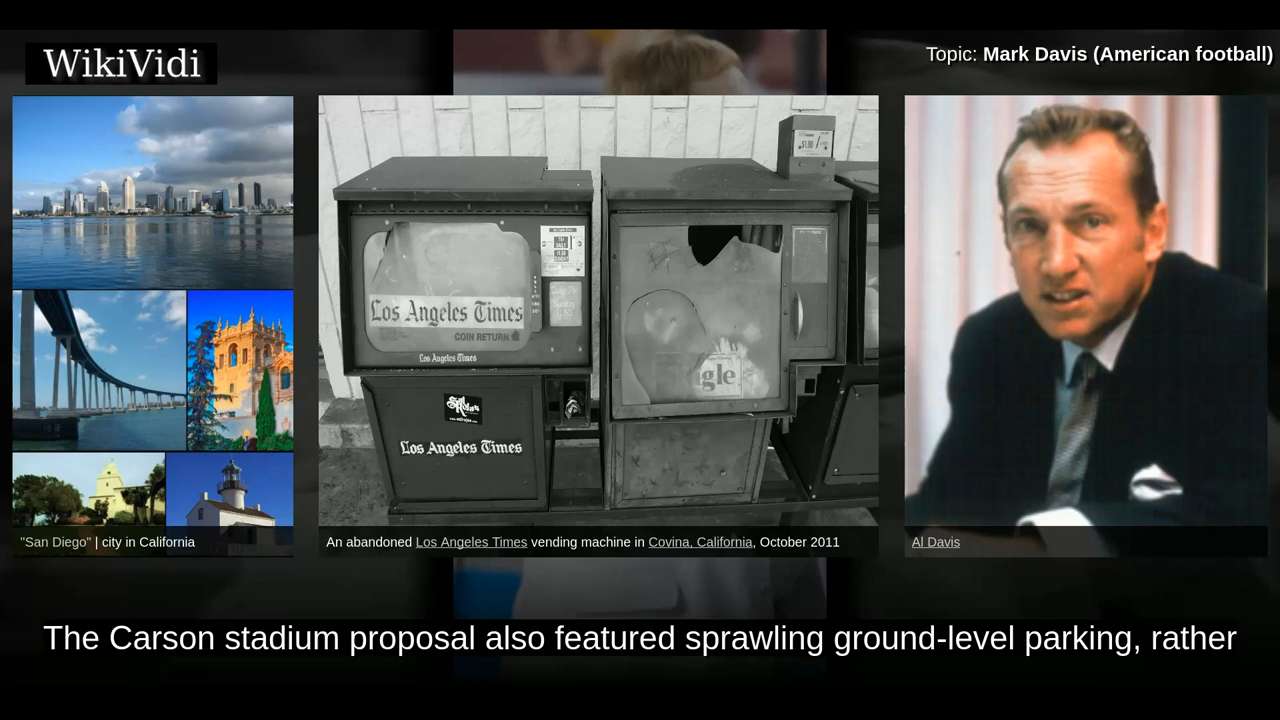 WikiVidi
Topic: Mark Davis (American football)
Los Angeles Times
COIN RETURN
Los Angeles Times
Los Angeles Times
$1.00
gle
"San Diego" | city in California
An abandoned Los Angeles Times vending machine in Covina, California, October 2011
Al Davis
The Carson stadium proposal also featured sprawling ground-level parking, rather